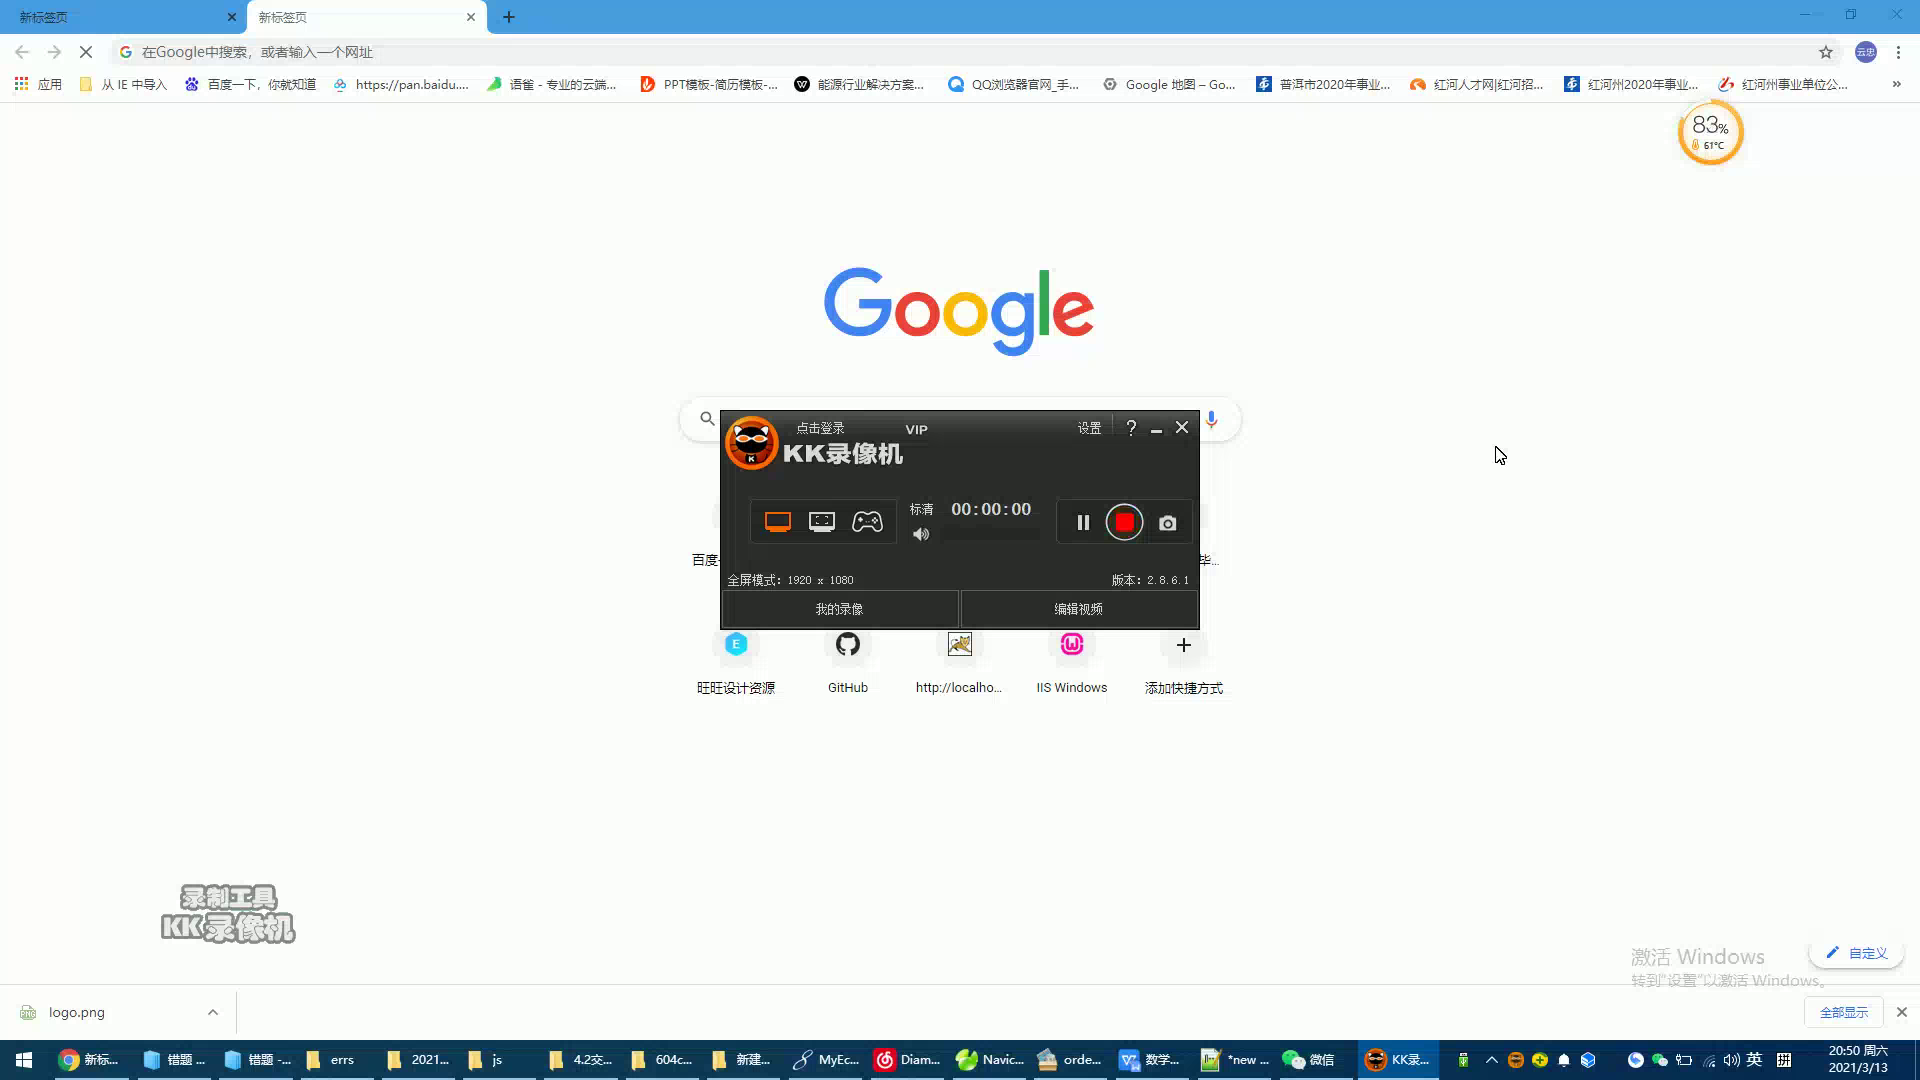 新标签页
新标签页
在Google中搜索，或者输入一个网址
云忠
应用
从 IE 中导入
百度一下，你就知道
https://pan.baidu....
语雀 - 专业的云端...
PPT模板-简历模板-...
能源行业解决方案...
QQ浏览器官网_手...
Google 地图 – Go...
普洱市2020年事业...
红河人才网|红河招...
红河州2020年事业...
红河州事业单位公...
83%
61°C
Google
点击登录
VIP
设置
KK录像机
标清
00:00:00
百度
毕...
全屏模式：1920 x 1080
版本：2.8.6.1
我的录像
编辑视频
旺旺设计资源
GitHub
http://localho...
IIS Windows
添加快捷方式
录制工具
KK录像机
激活 Windows
转到"设置"以激活 Windows。
自定义
logo.png
全部显示
新标...
错题 ...
错题 -...
errs
2021...
js
4.2交...
604c...
新建...
MyEc...
Diam...
Navic...
orde...
数学...
*new ...
微信
KK录...
英
拼
20:50 周六
2021/3/13